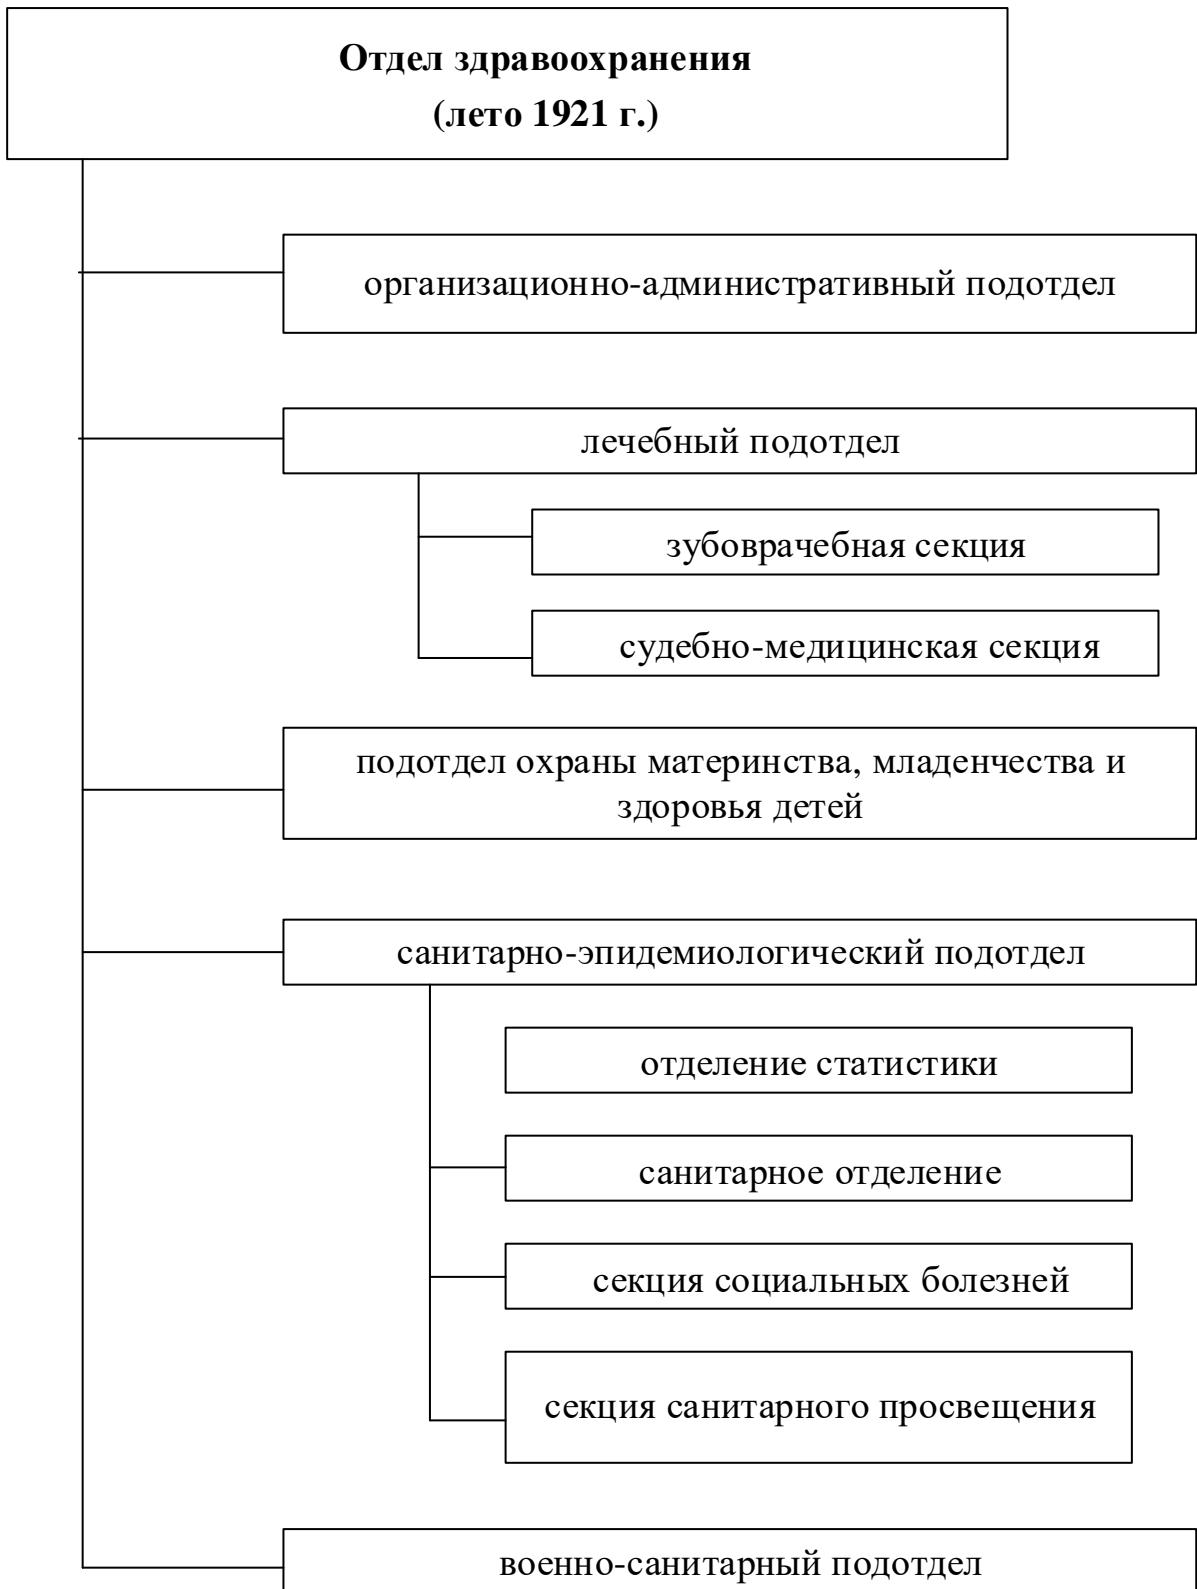 Отдел здравоохранения
(лето 1921 г.)
организационно-административный подотдел
лечебный подотдел
зубоврачебная секция
судебно-медицинская секция
подотдел охраны материнства, младенчества и
здоровья детей
санитарно-эпидемиологический подотдел
отделение статистики
санитарное отделение
секция социальных болезней
секция санитарного просвещения
военно-санитарный подотдел